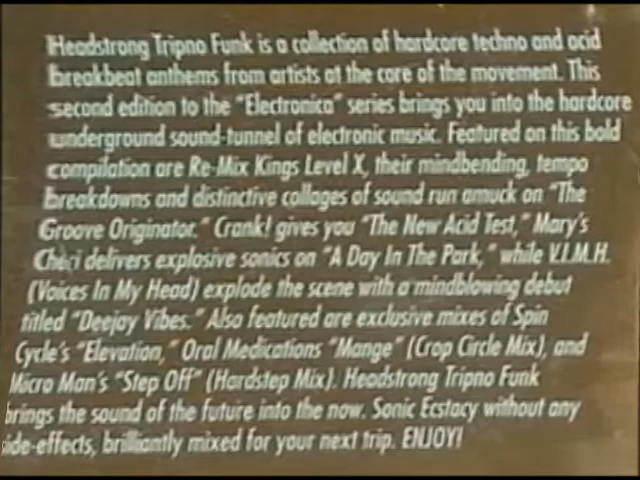 Headstrong Tripno Funk is a collection of hardcore techno and acid
breakbeat anthems from artists at the core of the movement. This
second edition to the "Electronica" series brings you into the hardcore
underground sound-tunnel of electronic music. Featured on this bold
compilation are Re-Mix Kings Level X, their mindbending, tempo
breakdowns and distinctive collages of sound run amuck on "The
Groove Originator." Crank! gives you "The New Acid Test," Mary's
Cheri delivers explosive sonics on "A Day In The Park," while V.I.M.H.
(Voices In My Head) explode the scene with a mindblowing debut
titled "Deejay Vibes." Also featured are exclusive mixes of Spin
Cycle's "Elevation," Oral Medications "Mange" (Crop Circle Mix), and
Micro Man's "Step Off" (Hardstep Mix). Headstrong Tripno Funk
brings the sound of the future into the now. Sonic Ecstacy without any
side-effects, brilliantly mixed for your next trip. ENJOY!